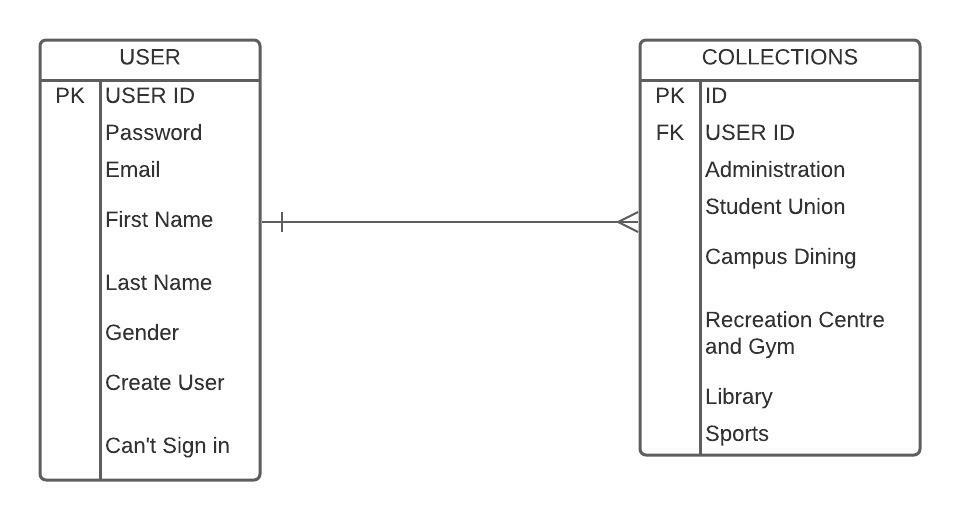 USER
PK USER ID
Password
Email
First Name
Last Name
Gender
Create User
Can't Sign in
COLLECTIONS
PK ID
FK USER ID
Administration
Student Union
Campus Dining
Recreation Centre
and Gym
Library
Sports